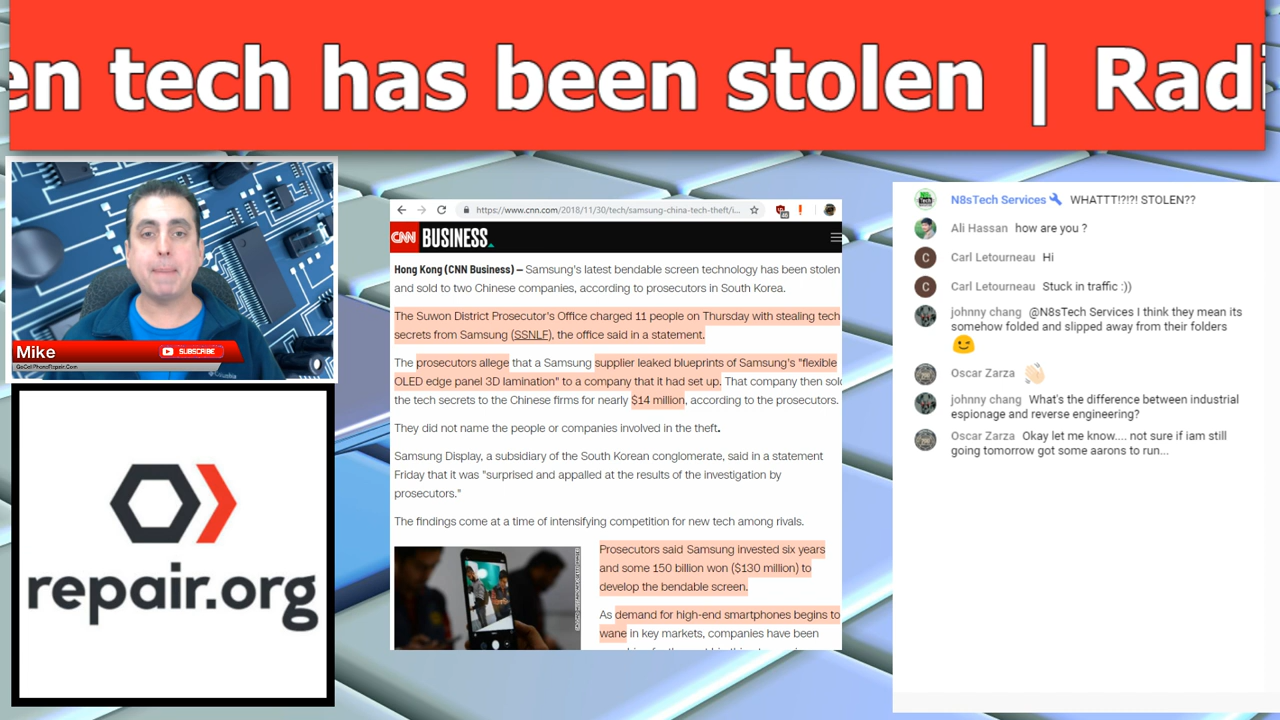 en tech has been stolen | Radi
Mike
SUBSCRIBE
GoCellPhoneRepair.Com
repair.org
https://www.cnn.com/2018/11/30/tech/samsung-china-tech-theft/i...
CNN BUSINESS
Hong Kong (CNN Business) — Samsung's latest bendable screen technology has been stolen
and sold to two Chinese companies, according to prosecutors in South Korea.
The Suwon District Prosecutor's Office charged 11 people on Thursday with stealing tech
secrets from Samsung (SSNLF), the office said in a statement.
The prosecutors allege that a Samsung supplier leaked blueprints of Samsung's "flexible
OLED edge panel 3D lamination" to a company that it had set up. That company then sol
the tech secrets to the Chinese firms for nearly $14 million, according to the prosecutors.
They did not name the people or companies involved in the theft.
Samsung Display, a subsidiary of the South Korean conglomerate, said in a statement
Friday that it was "surprised and appalled at the results of the investigation by
prosecutors."
The findings come at a time of intensifying competition for new tech among rivals.
Prosecutors said Samsung invested six years
and some 150 billion won ($130 million) to
develop the bendable screen.
As demand for high-end smartphones begins to
wane in key markets, companies have been
N8sTech Services WHATTT!?!?! STOLEN??
Ali Hassan how are you ?
C Carl Letourneau Hi
C Carl Letourneau Stuck in traffic :))
johnny chang @N8sTech Services I think they mean its
somehow folded and slipped away from their folders
😉
Oscar Zarza 👋🏻
johnny chang What's the difference between industrial
espionage and reverse engineering?
Oscar Zarza Okay let me know.... not sure if iam still
going tomorrow got some aarons to run...